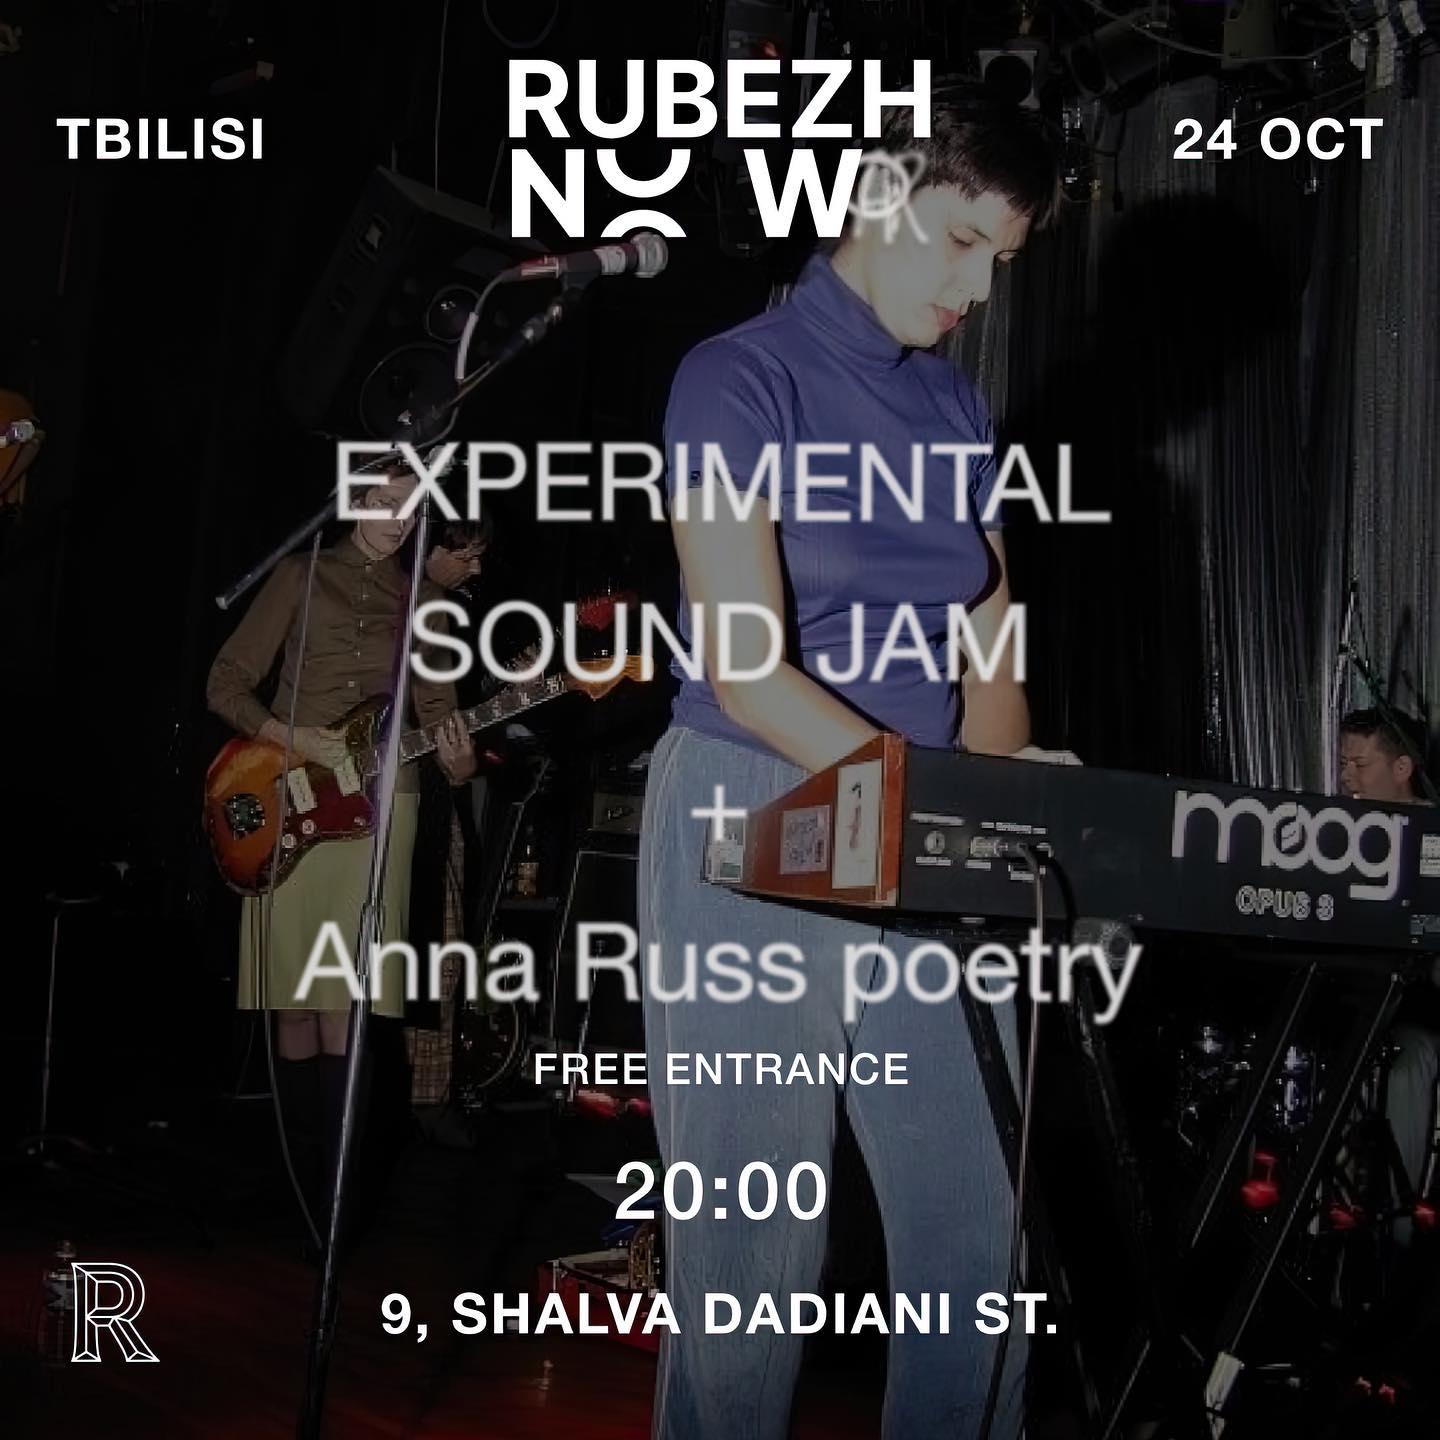 TBILISI
RUBEZH
NOW
24 OCT
EXPERIMENTAL
SOUND JAM
+
Anna Russ poetry
moog
OPUS 3
FREE ENTRANCE
20:00
9, SHALVA DADIANI ST.
R